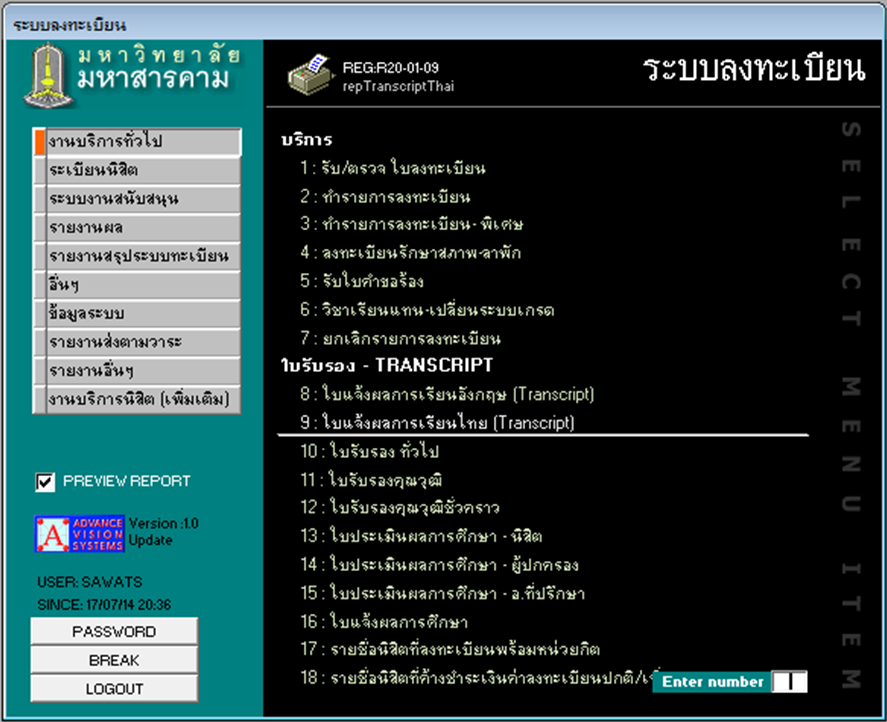 ระบบลงทะเบียน
มหาวิทยาลัย
มหาสารคาม
REG:R20-01-09
repTranscriptThai
ระบบลงทะเบียน
งานบริการทั่วไป
ระเบียนนิสิต
ระบบงานสนับสนุน
รายงานผล
รายงานสรุประบบทะเบียน
อื่นๆ
ข้อมูลระบบ
รายงานส่งตามวาระ
รายงานอื่นๆ
งานบริการนิสิต (เพิ่มเติม)
PREVIEW REPORT
A ADVANCE VISION SYSTEMS
Version :1.0
Update
USER: SAWATS
SINCE: 17/07/14 20:36
PASSWORD
BREAK
LOGOUT
บริการ
1 : รับ/ตรวจ ใบลงทะเบียน
2 : ทำรายการลงทะเบียน
3 : ทำรายการลงทะเบียน- พิเศษ
4 : ลงทะเบียนรักษาสภาพ-ลาพัก
5 : รับใบคำขอร้อง
6 : วิชาเรียนแทน-เปลี่ยนระบบเกรด
7 : ยกเลิกรายการลงทะเบียน
ใบรับรอง - TRANSCRIPT
8 : ใบแจ้งผลการเรียนอังกฤษ (Transcript)
9 : ใบแจ้งผลการเรียนไทย (Transcript)
10 : ใบรับรอง ทั่วไป
11 : ใบรับรองคุณวุฒิ
12 : ใบรับรองคุณวุฒิชั่วคราว
13 : ใบประเมินผลการศึกษา - นิสิต
14 : ใบประเมินผลการศึกษา - ผู้ปกครอง
15 : ใบประเมินผลการศึกษา - อ.ที่ปรึกษา
16 : ใบแจ้งผลการศึกษา
17 : รายชื่อนิสิตที่ลงทะเบียนพร้อมหน่วยกิต
18 : รายชื่อนิสิตที่ค้างชำระเงินค่าลงทะเบียนปกติ/
Enter number
SELECT MENU ITEM